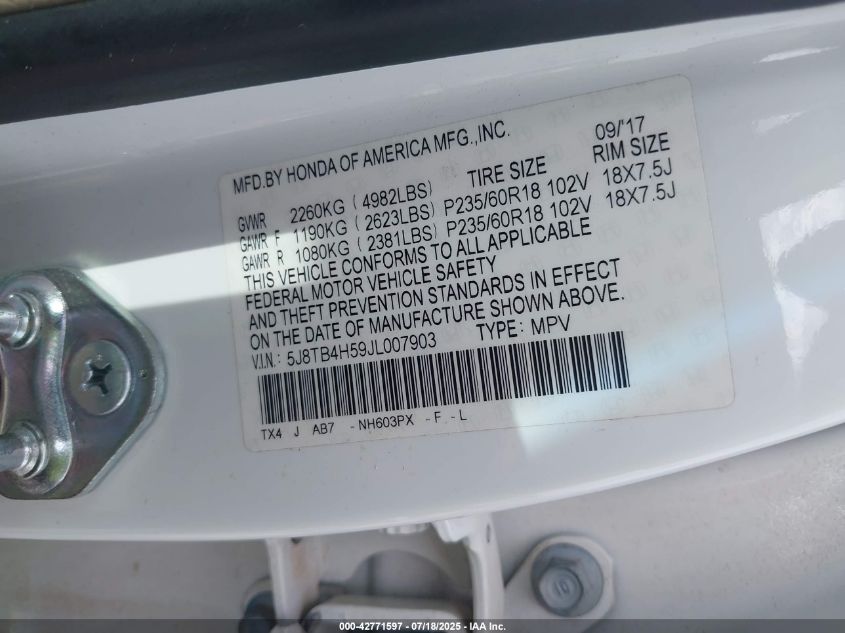 MFD.BY HONDA OF AMERICA MFG.,INC. 09/'17
TIRE SIZE RIM SIZE
GVWR 2260KG ( 4982LBS)
GAWR F 1190KG ( 2623LBS) P235/60R18 102V 18X7.5J
GAWR R 1080KG ( 2381LBS) P235/60R18 102V 18X7.5J
THIS VEHICLE CONFORMS TO ALL APPLICABLE
FEDERAL MOTOR VEHICLE SAFETY
AND THEFT PREVENTION STANDARDS IN EFFECT
ON THE DATE OF MANUFACTURE SHOWN ABOVE.
V.I.N.: 5J8TB4H59JL007903 TYPE: MPV
TX4 J AB7 -NH603PX -F -L
000-42771597 - 07/18/2025 - IAA Inc.